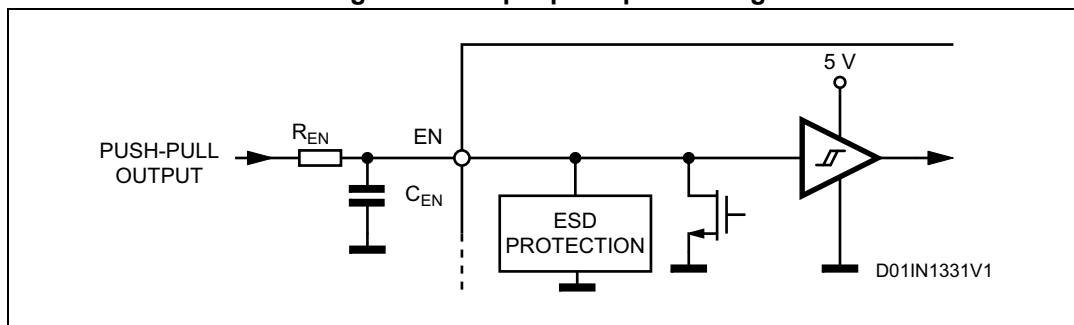 5 V
R_EN
EN
PUSH-PULL
OUTPUT
C_EN
ESD
PROTECTION
D01IN1331V1